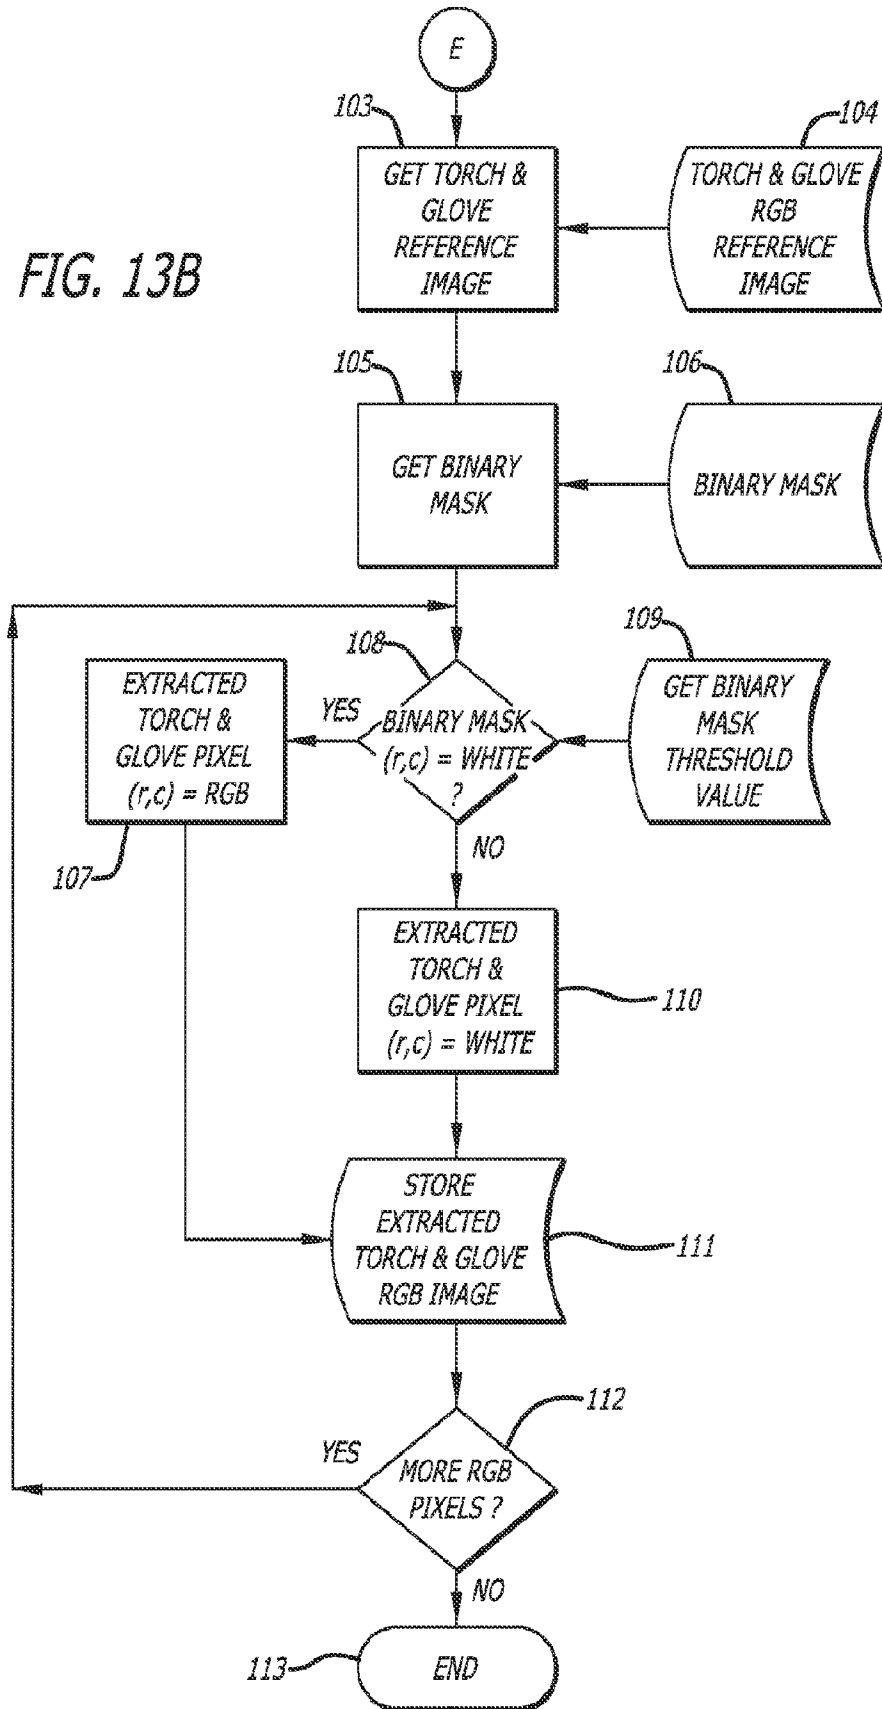 E
103
GET TORCH &
GLOVE
REFERENCE
IMAGE
104
TORCH & GLOVE
RGB
REFERENCE
IMAGE
FIG. 13B
105
GET BINARY
MASK
106
BINARY MASK
108
BINARY MASK
(r,c) = WHITE
?
109
GET BINARY
MASK
THRESHOLD
VALUE
YES
EXTRACTED
TORCH &
GLOVE PIXEL
(r,c) = RGB
107
NO
EXTRACTED
TORCH &
GLOVE PIXEL
(r,c) = WHITE
110
STORE
EXTRACTED
TORCH & GLOVE
RGB IMAGE
111
112
YES
MORE RGB
PIXELS ?
NO
113
END